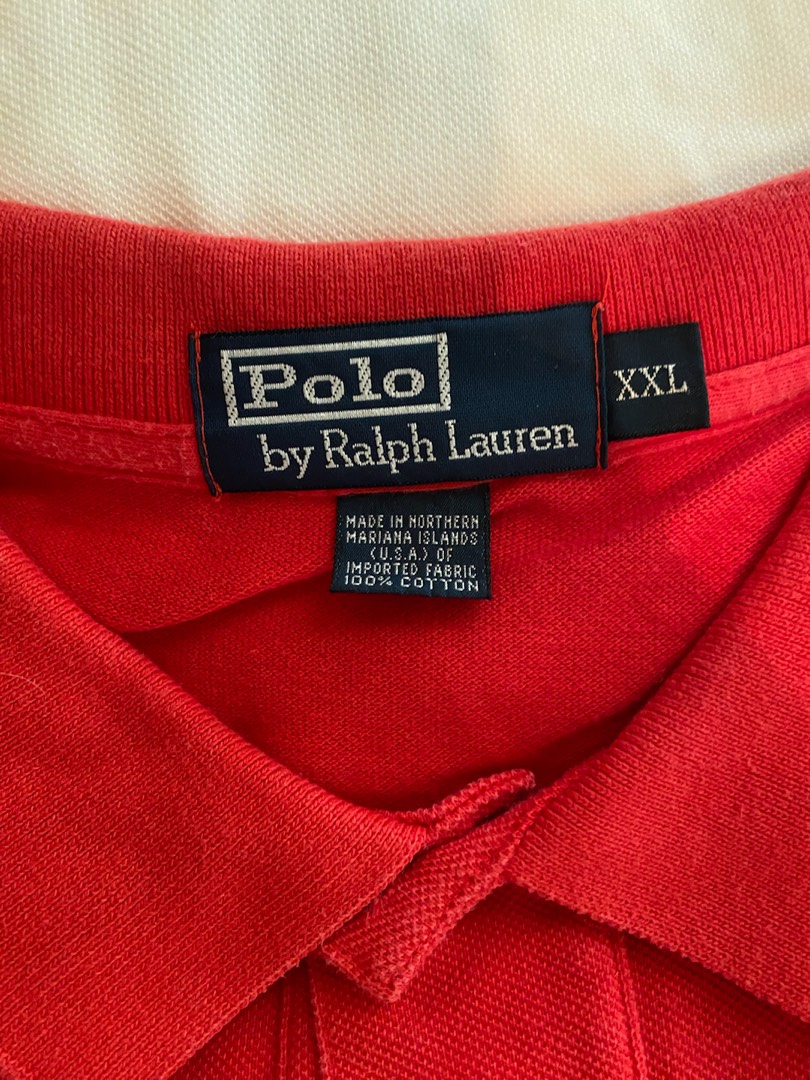 Polo
by Ralph Lauren
XXL
MADE IN NORTHERN
MARIANA ISLANDS
(U.S.A.) OF
IMPORTED FABRIC
100% COTTON